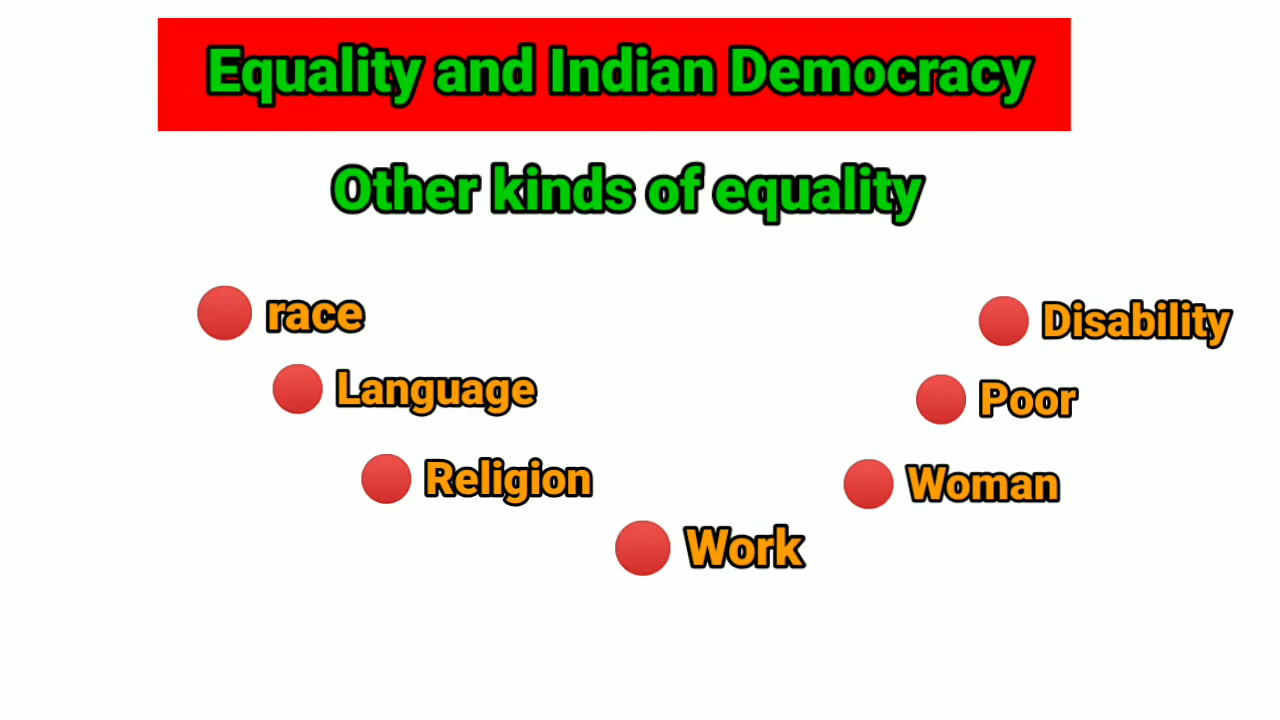 Equality and Indian Democracy
Other kinds of equality
race
Language
Religion
Work
Disability
Poor
Woman